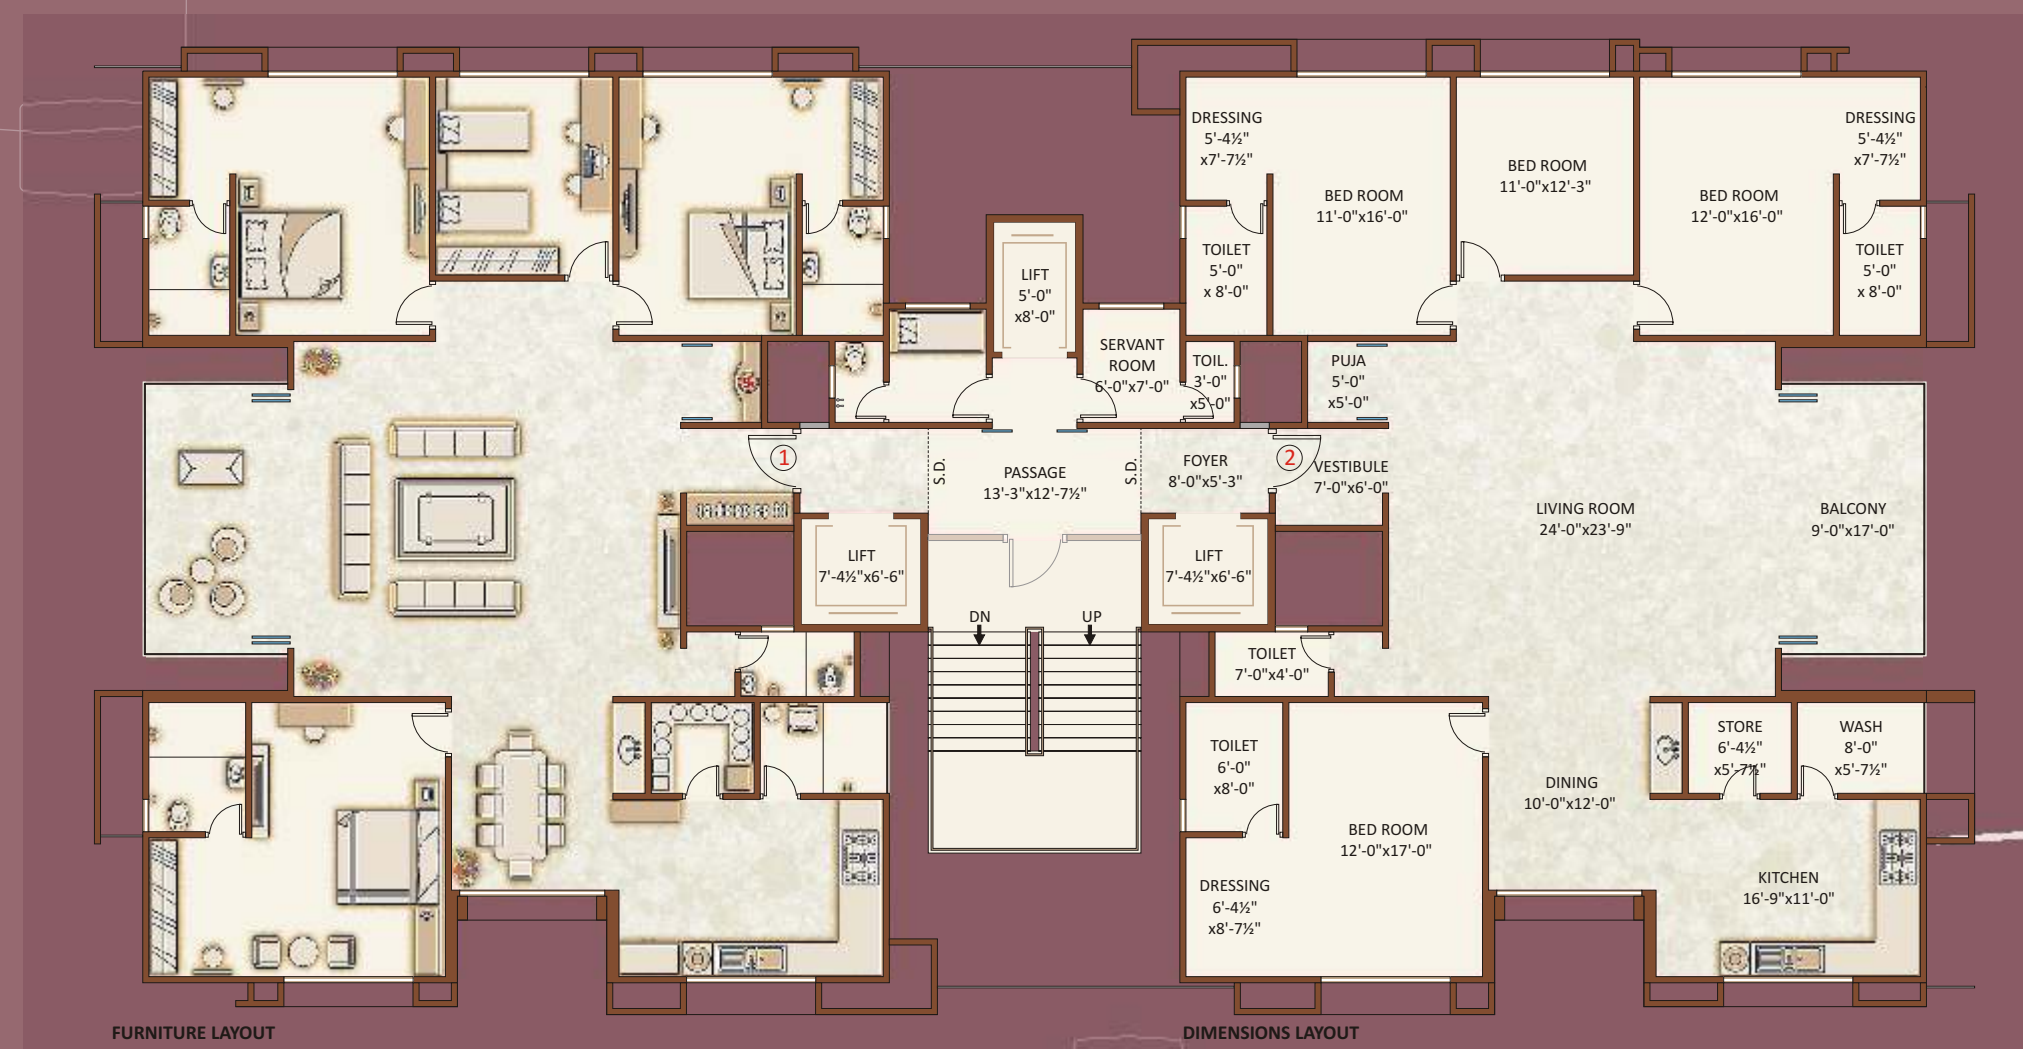 DRESSING
5'-4½"
x7'-7½"
BED ROOM
11'-0"x16'-0"
TOILET
5'-0"
x 8'-0"
BED ROOM
11'-0"x12'-3"
BED ROOM
12'-0"x16'-0"
DRESSING
5'-4½"
x7'-7½"
TOILET
5'-0"
x 8'-0"
LIFT
5'-0"
x8'-0"
SERVANT
ROOM
6'-0"x7'-0"
TOIL.
3'-0"
x5'-0"
PUJA
5'-0"
x5'-0"
1
S.D.
PASSAGE
13'-3"x12'-7½"
S.D.
FOYER
8'-0"x5'-3"
2
VESTIBULE
7'-0"x6'-0"
LIVING ROOM
24'-0"x23'-9"
BALCONY
9'-0"x17'-0"
LIFT
7'-4½"x6'-6"
LIFT
7'-4½"x6'-6"
DN
UP
TOILET
7'-0"x4'-0"
TOILET
6'-0"
x8'-0"
BED ROOM
12'-0"x17'-0"
DRESSING
6'-4½"
x8'-7½"
DINING
10'-0"x12'-0"
STORE
6'-4½"
x5'-7½"
WASH
8'-0"
x5'-7½"
KITCHEN
16'-9"x11'-0"
FURNITURE LAYOUT
DIMENSIONS LAYOUT